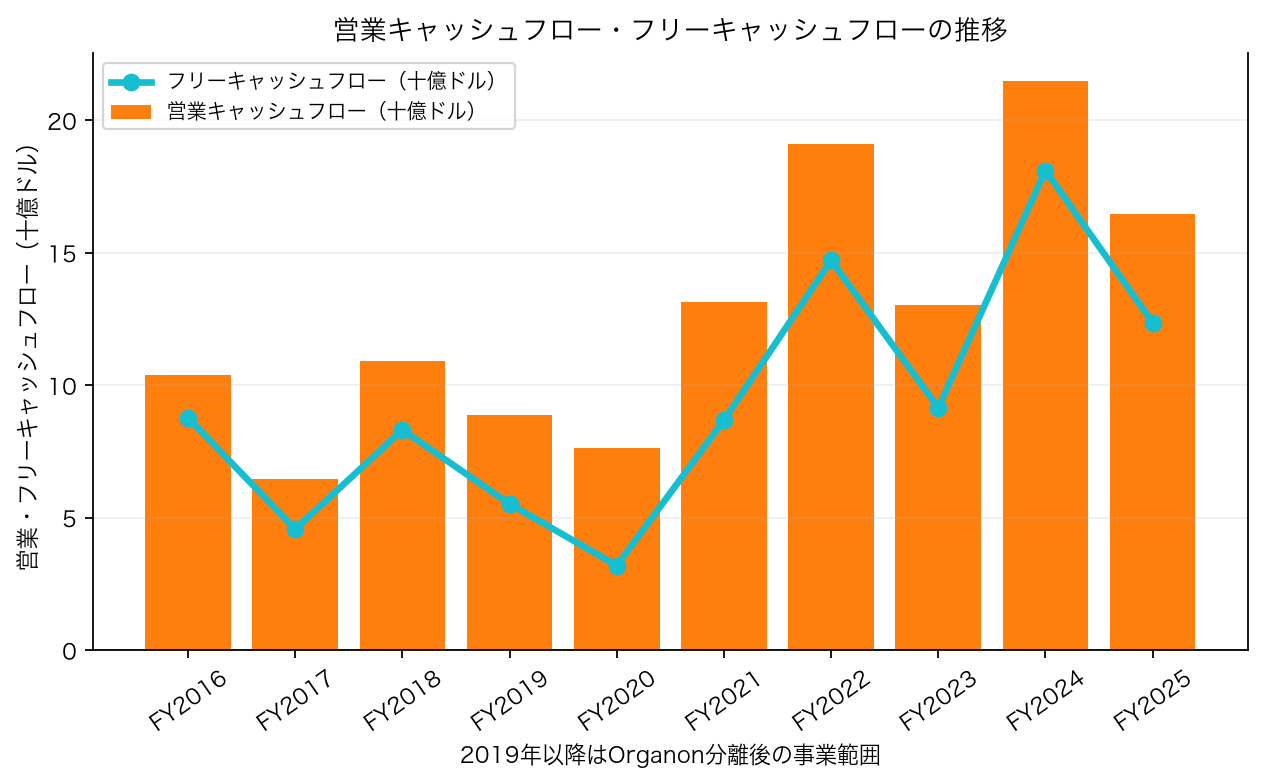 営業キャッシュフロー・フリーキャッシュフローの推移
フリーキャッシュフロー（十億ドル）
営業キャッシュフロー（十億ドル）
営業・フリーキャッシュフロー（十億ドル）
20
15
10
5
0
FY2016
FY2017
FY2018
FY2019
FY2020
FY2021
FY2022
FY2023
FY2024
FY2025
2019年以降はOrganon分離後の事業範囲